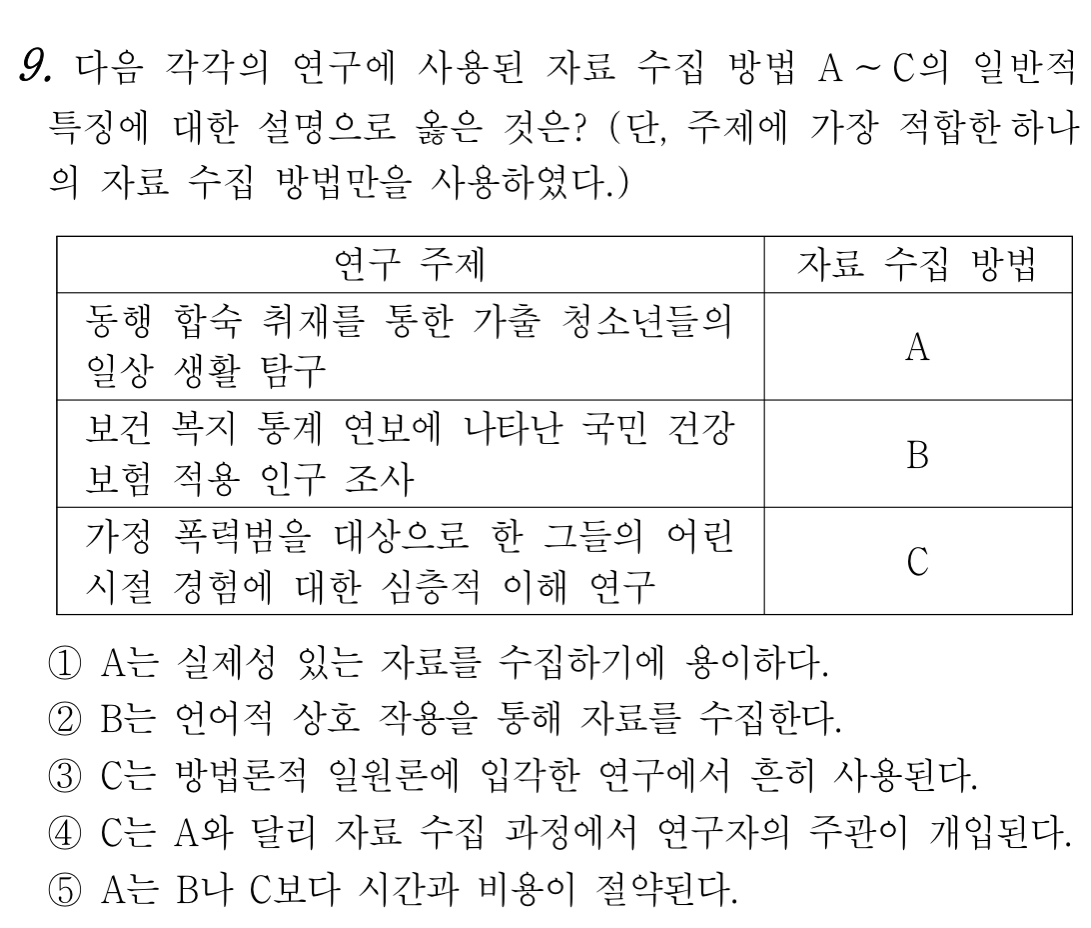 9. 다음 각각의 연구에 사용된 자료 수집 방법 A ~ C의 일반적
특징에 대한 설명으로 옳은 것은? (단, 주제에 가장 적합한 하나
의 자료 수집 방법만을 사용하였다.)
연구 주제 자료 수집 방법
동행 합숙 취재를 통한 가출 청소년들의
일상 생활 탐구
A
보건 복지 통계 연보에 나타난 국민 건강
보험 적용 인구 조사
B
가정 폭력범을 대상으로 한 그들의 어린
시절 경험에 대한 심층적 이해 연구
C
① A는 실제성 있는 자료를 수집하기에 용이하다.
② B는 언어적 상호 작용을 통해 자료를 수집한다.
③ C는 방법론적 일원론에 입각한 연구에서 흔히 사용된다.
④ C는 A와 달리 자료 수집 과정에서 연구자의 주관이 개입된다.
⑤ A는 B나 C보다 시간과 비용이 절약된다.